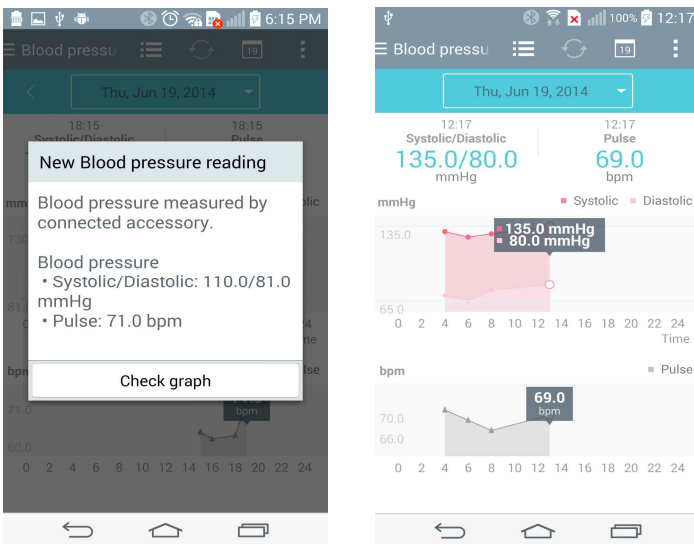 6:15 PM
Blood pressu
19
Thu, Jun 19, 2014
18:15
Systolic/Diastolic
18:15
Pulse
New Blood pressure reading
Blood pressure measured by
connected accessory.
Blood pressure
• Systolic/Diastolic: 110.0/81.0
mmHg
• Pulse: 71.0 bpm
Check graph
bpm
71.0
60.0
0 2 4 6 8 10 12 14 16 18 20 22 24
100% 12:17
Blood pressu
19
Thu, Jun 19, 2014
12:17
Systolic/Diastolic
135.0/80.0
mmHg
12:17
Pulse
69.0
bpm
mmHg
Systolic Diastolic
135.0
135.0 mmHg
80.0 mmHg
65.0
0 2 4 6 8 10 12 14 16 18 20 22 24
Time
bpm
Pulse
69.0
bpm
70.0
66.0
0 2 4 6 8 10 12 14 16 18 20 22 24